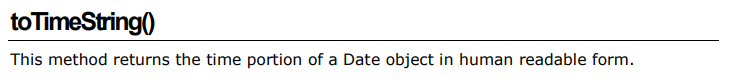 toTimeString()
This method returns the time portion of a Date object in human readable form.